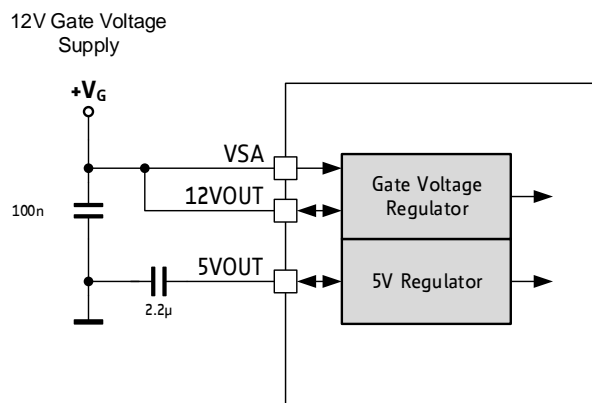 12V Gate Voltage
Supply
+VG
VSA
12VOUT
100n
Gate Voltage
Regulator
5VOUT
5V Regulator
2.2µ